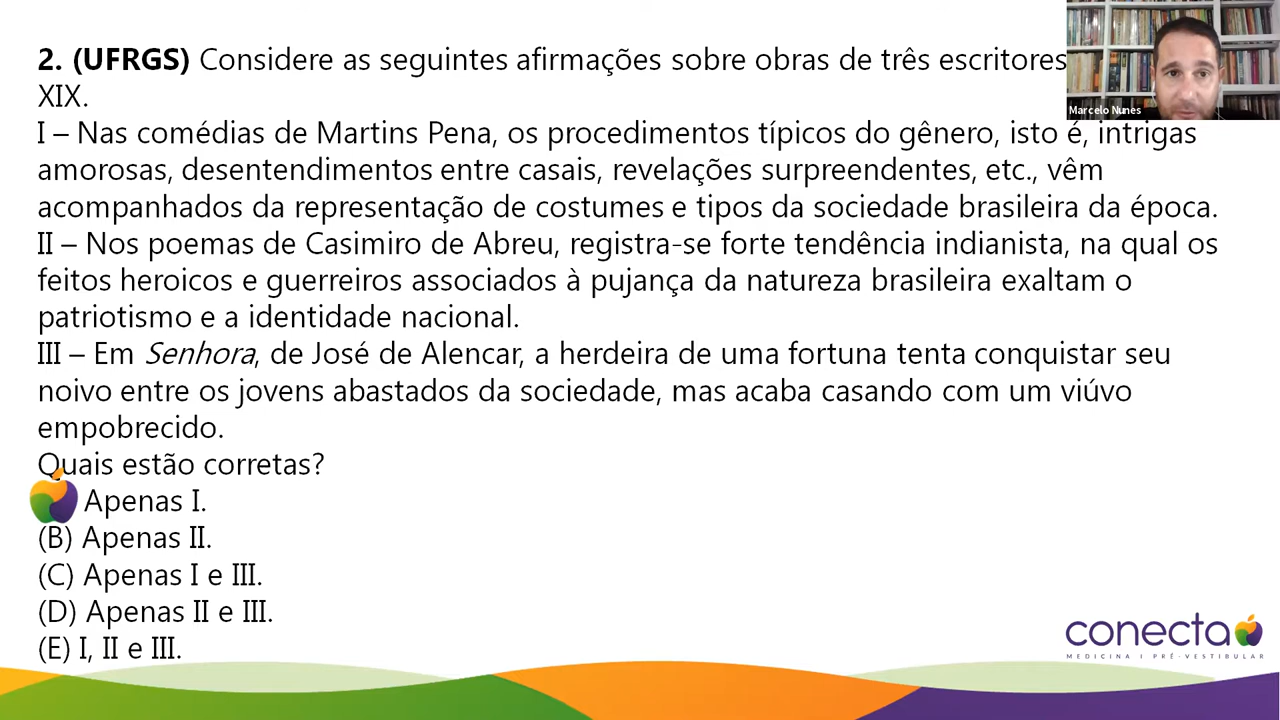 2. (UFRGS) Considere as seguintes afirmações sobre obras de três escritores
XIX.
Marcelo Nunes
I – Nas comédias de Martins Pena, os procedimentos típicos do gênero, isto é, intrigas
amorosas, desentendimentos entre casais, revelações surpreendentes, etc., vêm
acompanhados da representação de costumes e tipos da sociedade brasileira da época.
II – Nos poemas de Casimiro de Abreu, registra-se forte tendência indianista, na qual os
feitos heroicos e guerreiros associados à pujança da natureza brasileira exaltam o
patriotismo e a identidade nacional.
III – Em Senhora, de José de Alencar, a herdeira de uma fortuna tenta conquistar seu
noivo entre os jovens abastados da sociedade, mas acaba casando com um viúvo
empobrecido.
Quais estão corretas?
Apenas I.
(B) Apenas II.
(C) Apenas I e III.
(D) Apenas II e III.
(E) I, II e III.
conecta
MEDICINA | PRÉ-VESTIBULAR